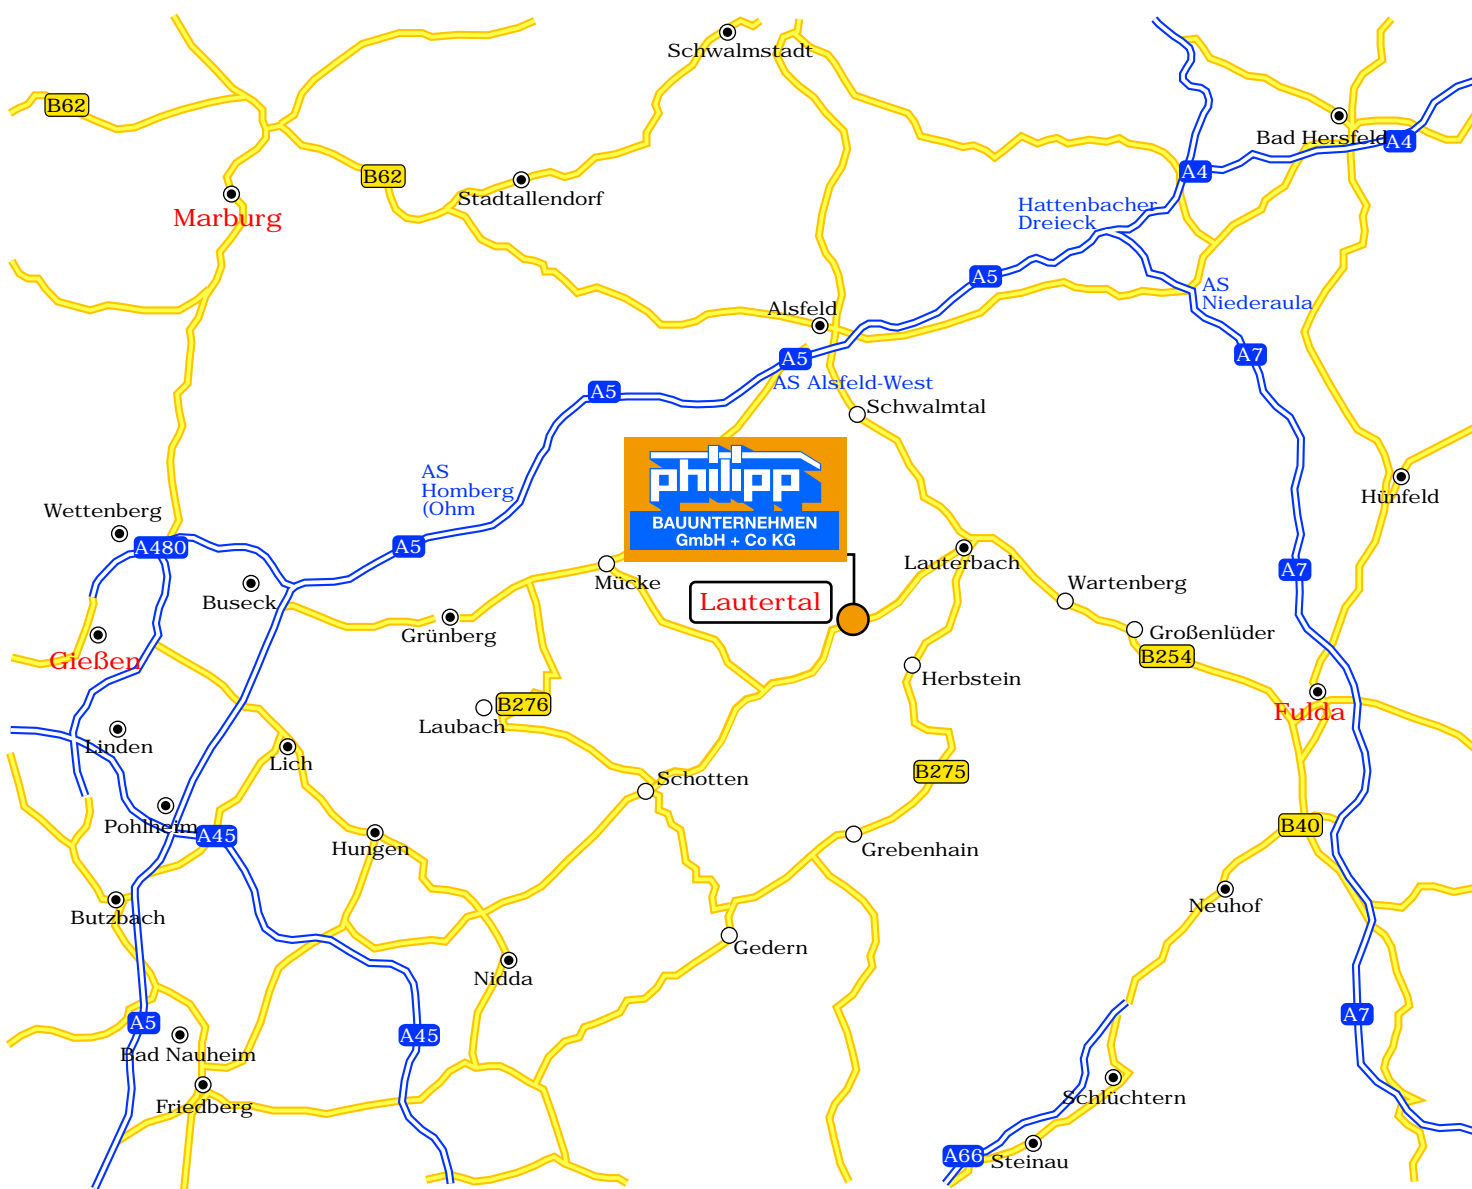 Schwalmstadt
B62
Bad Hersfeld
A4
A4
B62
Stadtallendorf
Marburg
Hattenbacher
Dreieck
A5
AS
Niederaula
Alsfeld
A5
A7
AS Alsfeld-West
A5
Schwalmtal
philipp
BAUUNTERNEHMEN
GmbH + Co KG
AS
Homberg
(Ohm
Hünfeld
Wettenberg
A480
A5
Lauterbach
A7
Mücke
Wartenberg
Buseck
Lautertal
Grünberg
Großenlüder
Gießen
B254
Herbstein
B276
Laubach
Fulda
Linden
Lich
B275
Schotten
Pohlheim
A45
B40
Hungen
Grebenhain
Butzbach
Neuhof
Gedern
Nidda
A5
A45
A7
Bad Nauheim
Friedberg
Schlüchtern
A66
Steinau